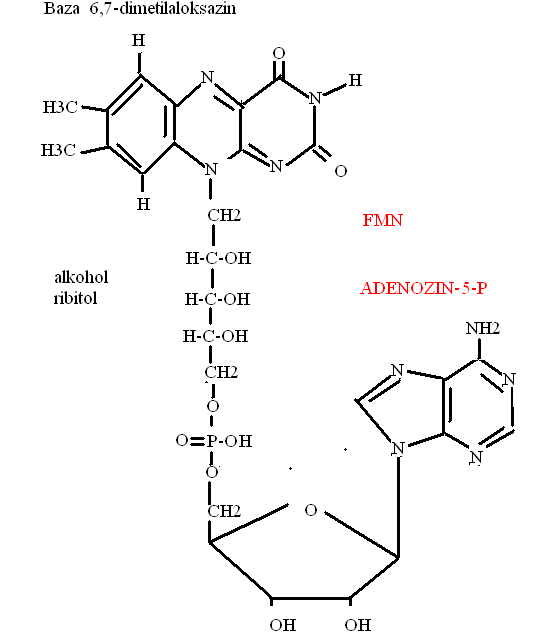 Baza 6,7-dimetilaloksazin
H
O
N
N
H
H3C
H3C
N
N
O
H
CH2
FMN
H-C-OH
alkohol
ribitol
ADENOZIN-5-P
H-C-OH
H-C-OH
NH2
CH2
N
N
O
O=P-OH
N
N
O
CH2
O
OH
OH